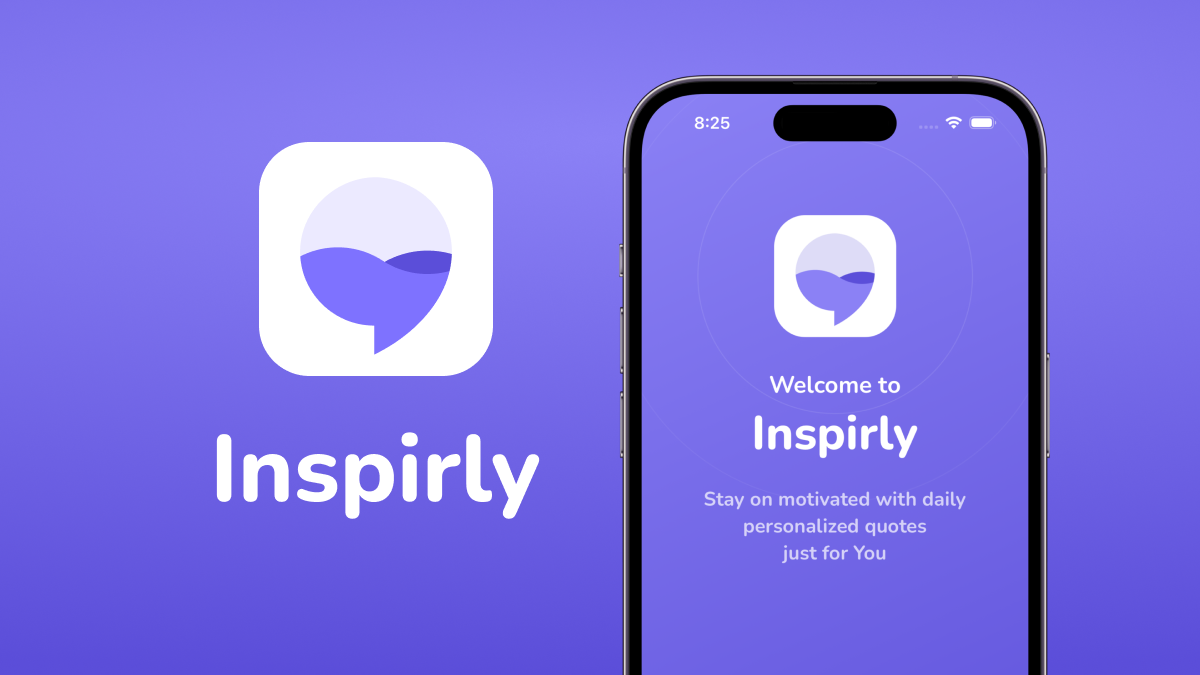 Inspirly
8:25
Welcome to
Inspirly
Stay on motivated with daily
personalized quotes
just for You